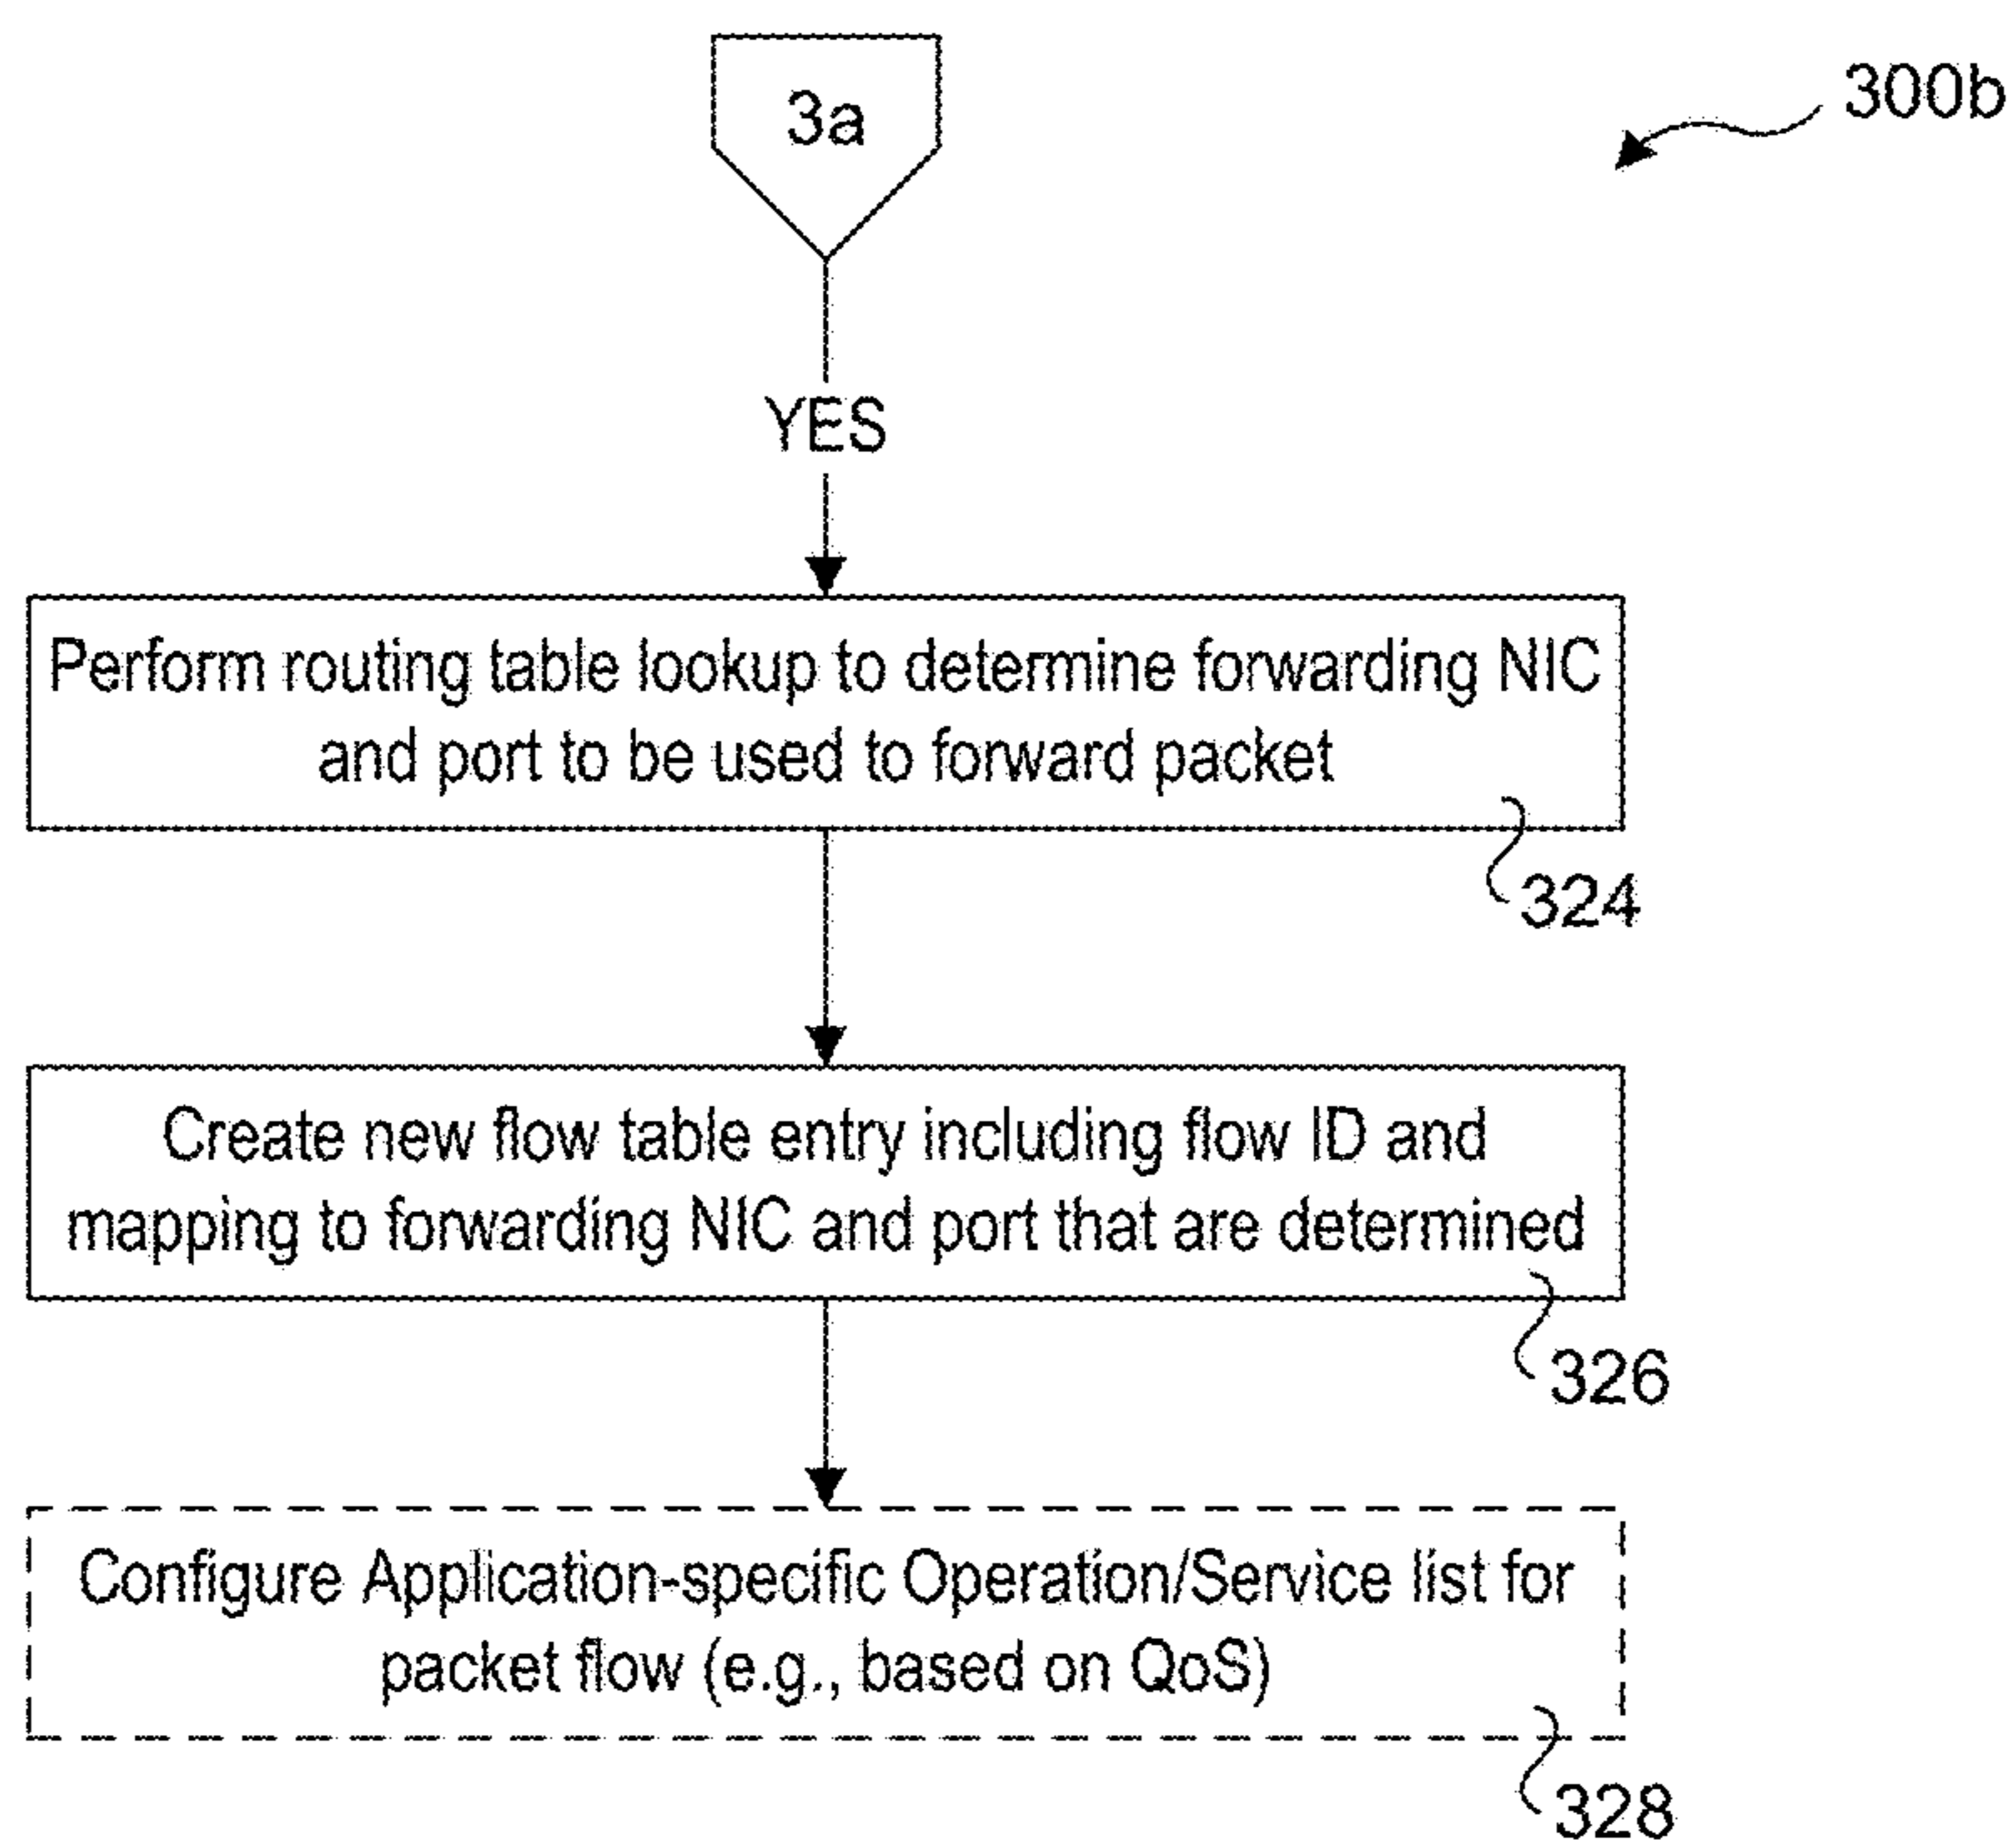 3a
300b
YES
Perform routing table lookup to determine forwarding NIC
and port to be used to forward packet
324
Create new flow table entry including flow ID and
mapping to forwarding NIC and port that are determined
326
Configure Application-specific Operation/Service list for
packet flow (e.g., based on QoS)
328